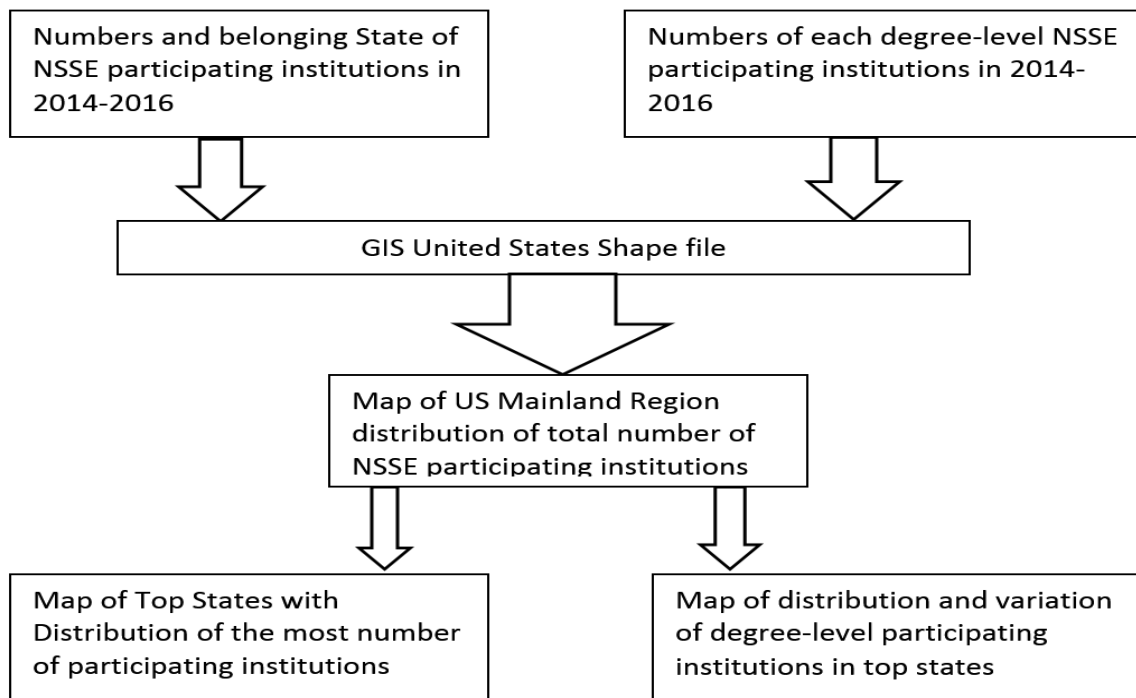 Numbers and belonging State of
NSSE participating institutions in
2014-2016
Numbers of each degree-level NSSE
participating institutions in 2014-
2016
GIS United States Shape file
Map of US Mainland Region
distribution of total number of
NSSE participating institutions
Map of Top States with
Distribution of the most number
of participating institutions
Map of distribution and variation
of degree-level participating
institutions in top states